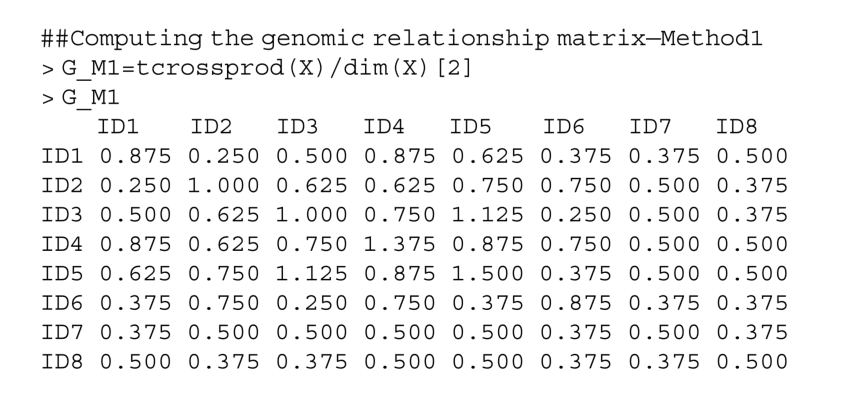 ##Computing the genomic relationship matrix—Method1
> G_M1=tcrossprod(X)/dim(X)[2]
> G_M1
ID1 ID2 ID3 ID4 ID5 ID6 ID7 ID8
ID1 0.875 0.250 0.500 0.875 0.625 0.375 0.375 0.500
ID2 0.250 1.000 0.625 0.625 0.750 0.750 0.500 0.375
ID3 0.500 0.625 1.000 0.750 1.125 0.250 0.500 0.375
ID4 0.875 0.625 0.750 1.375 0.875 0.750 0.500 0.500
ID5 0.625 0.750 1.125 0.875 1.500 0.375 0.500 0.500
ID6 0.375 0.750 0.250 0.750 0.375 0.875 0.375 0.375
ID7 0.375 0.500 0.500 0.500 0.500 0.375 0.500 0.375
ID8 0.500 0.375 0.375 0.500 0.500 0.375 0.375 0.500